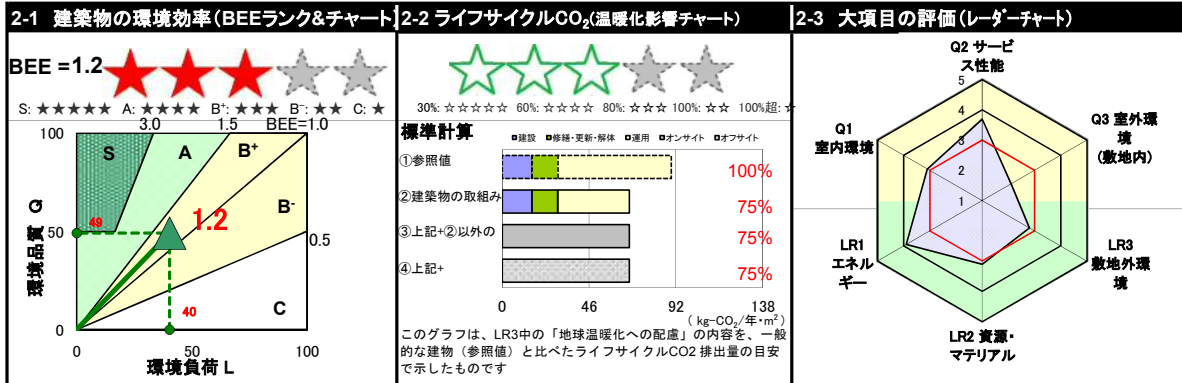 2-1 建築物の環境効率(BEEランク&チャート)
BEE =1.2
S: ★★★★★ A: ★★★★ B+: ★★★ B-: ★★ C: ★
3.0 1.5 BEE=1.0
100
S
A
B+
B-
0.5
C
50
49
1.2
40
0
環境品質 Q
0 50 100
環境負荷 L
2-2 ライフサイクルCO2(温暖化影響チャート)
30%: ☆☆☆☆☆ 60%: ☆☆☆☆ 80%: ☆☆☆ 100%: ☆☆ 100%超: ☆
標準計算
■建設 ■修繕・更新・解体 □運用 ■オンサイト ■オフサイト
①参照値 100%
②建築物の取組み 75%
③上記+②以外の 75%
④上記+ 75%
0 46 92 138
( kg-CO2/年・m2 )
このグラフは、LR3中の「地球温暖化への配慮」の内容を、一般
的な建物（参照値）と比べたライフサイクルCO2 排出量の目安
で示したものです
2-3 大項目の評価(レーダーチャート)
Q2 サービ
ス性能
Q1
室内環境
Q3 室外環
境
(敷地内)
5
4
3
2
1
LR1
エネル
ギー
LR3
敷地外環
境
LR2 資源・
マテリアル